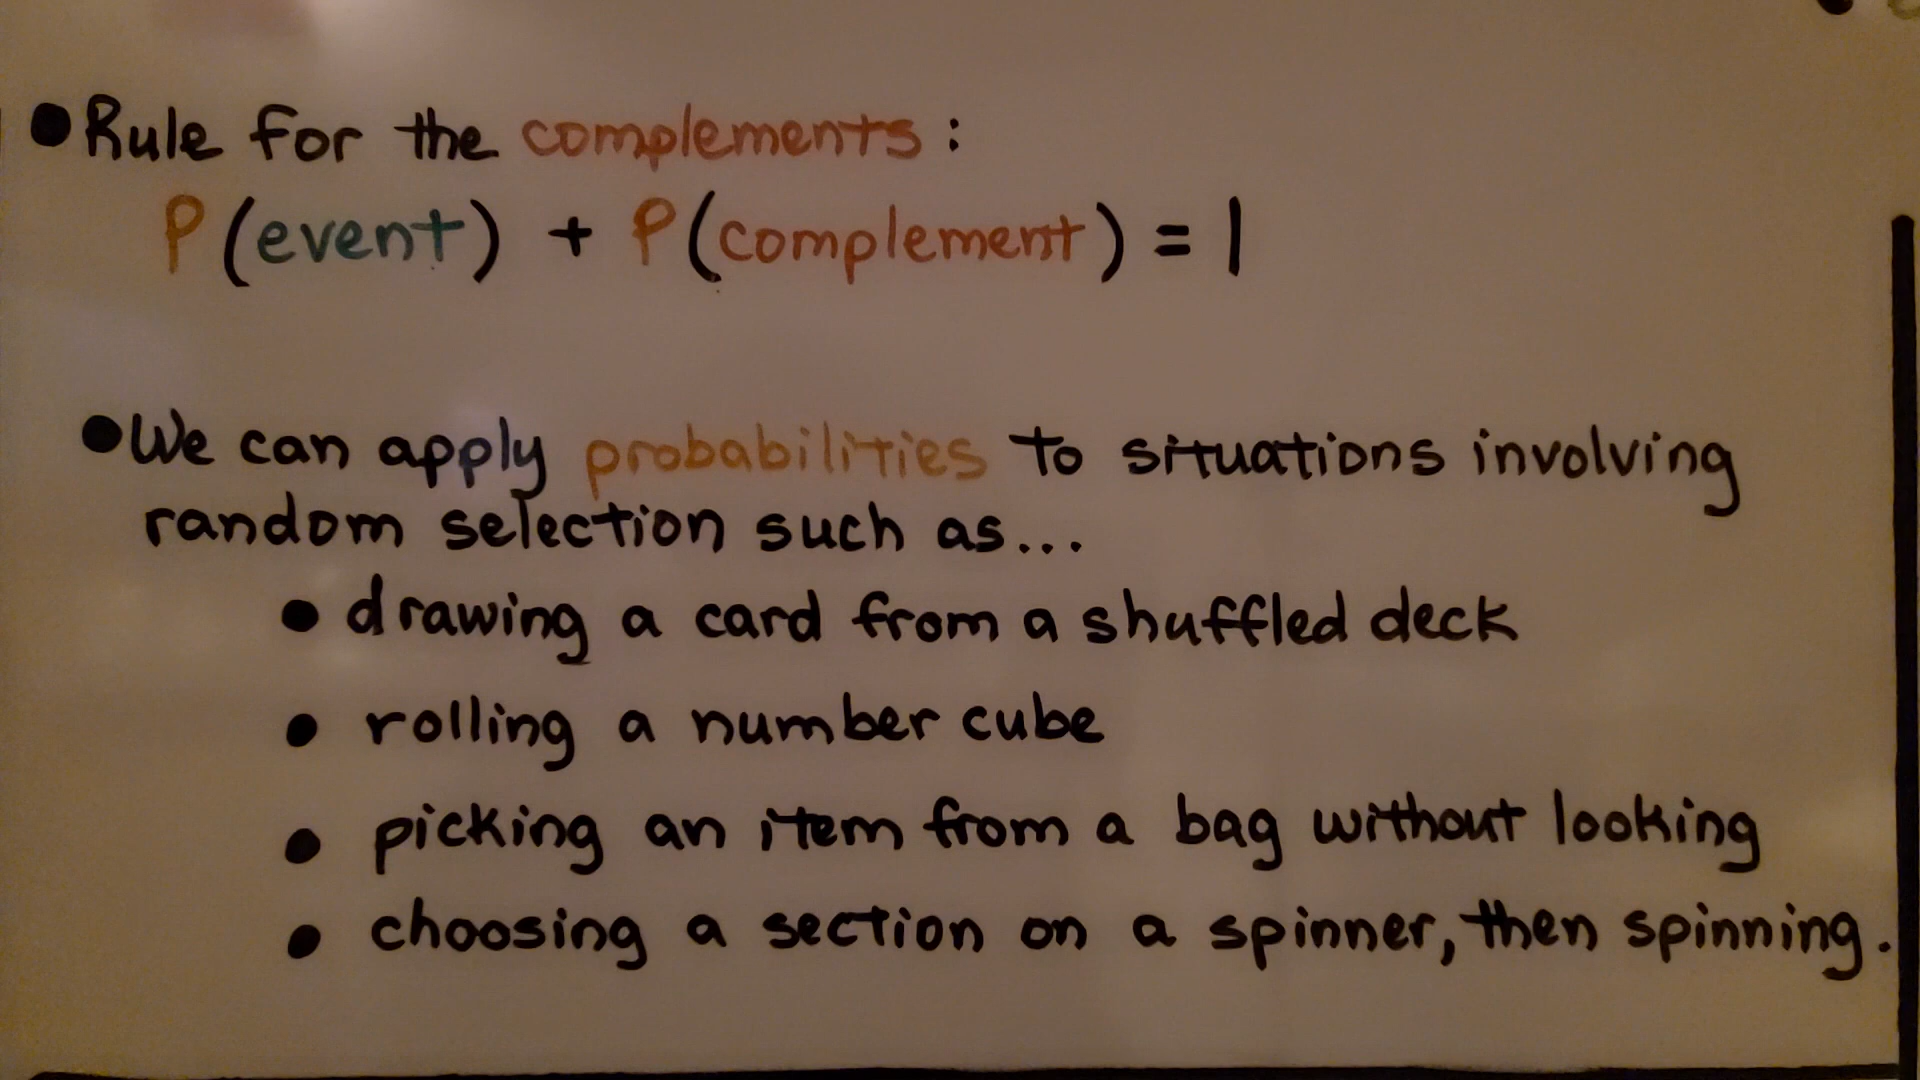 • Rule for the complements:
P(event) + P(complement) = 1
• We can apply probabilities to situations involving
random selection such as...
• drawing a card from a shuffled deck
• rolling a number cube
• picking an item from a bag without looking
• choosing a section on a spinner, then spinning.